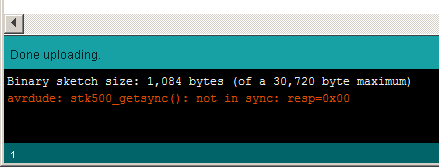 Done uploading.
Binary sketch size: 1,084 bytes (of a 30,720 byte maximum)
avrdude: stk500_getsync(): not in sync: resp=0x00
1